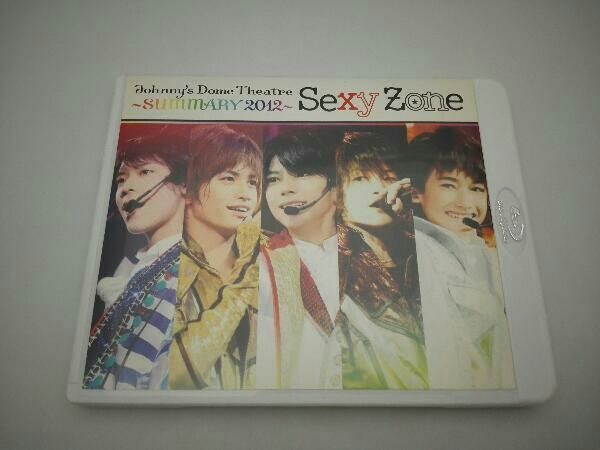 Johnny's Dome Theatre
~SUMMARY 2012~ Sexy Zone